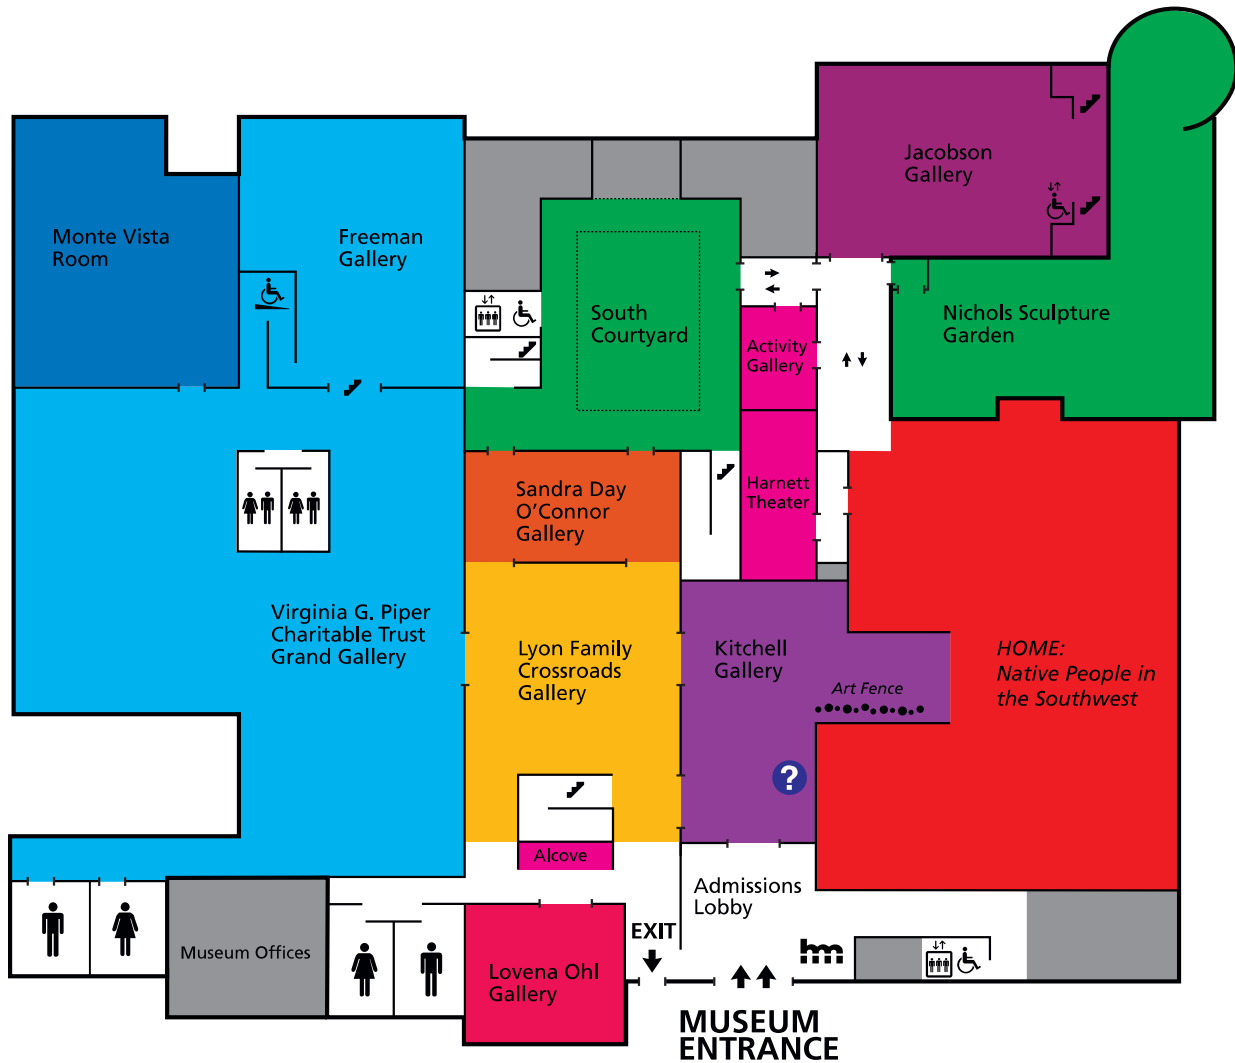 Jacobson
Gallery
Monte Vista
Room
Freeman
Gallery
South
Courtyard
Nichols Sculpture
Garden
Activity
Gallery
Sandra Day
O’Connor
Gallery
Harnett
Theater
Virginia G. Piper
Charitable Trust
Grand Gallery
Lyon Family
Crossroads
Gallery
Kitchell
Gallery
HOME:
Native People in
the Southwest
Art Fence
?
Alcove
Admissions
Lobby
Museum Offices
EXIT
hm
Lovena Ohl
Gallery
MUSEUM
ENTRANCE